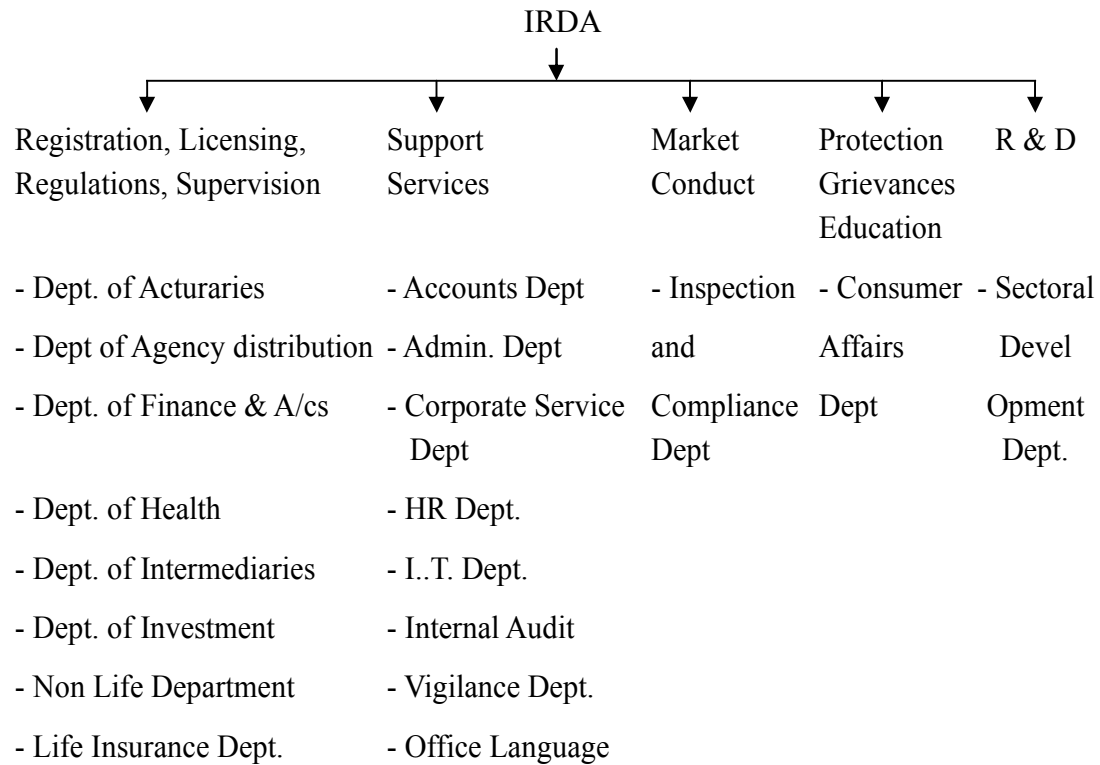 IRDA
Registration, Licensing,
Regulations, Supervision
- Dept. of Acturaries
- Dept of Agency distribution
- Dept. of Finance & A/cs
- Dept. of Health
- Dept. of Intermediaries
- Dept. of Investment
- Non Life Department
- Life Insurance Dept.
Support
Services
- Accounts Dept
- Admin. Dept
- Corporate Service
Dept
- HR Dept.
- I..T. Dept.
- Internal Audit
- Vigilance Dept.
- Office Language
Market
Conduct
- Inspection
and
Compliance
Dept
Protection
Grievances
Education
- Consumer
Affairs
Dept
R & D
- Sectoral
Devel
Opment
Dept.